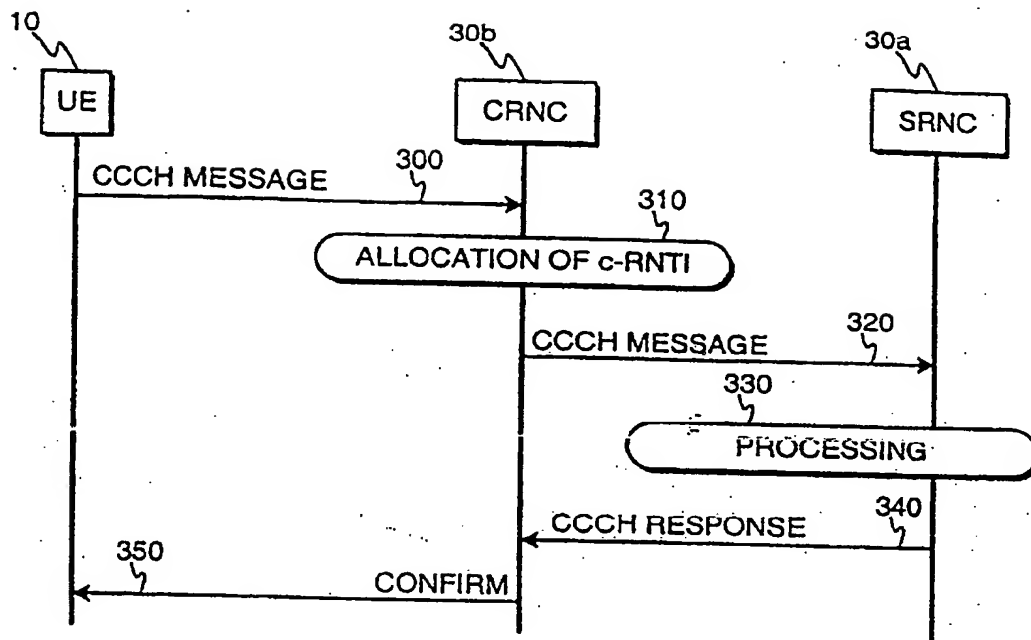 10
30b
30a
UE
CRNC
SRNC
CCCH MESSAGE
300
310
ALLOCATION OF c-RNTI
CCCH MESSAGE
320
330
PROCESSING
340
CCCH RESPONSE
350
CONFIRM